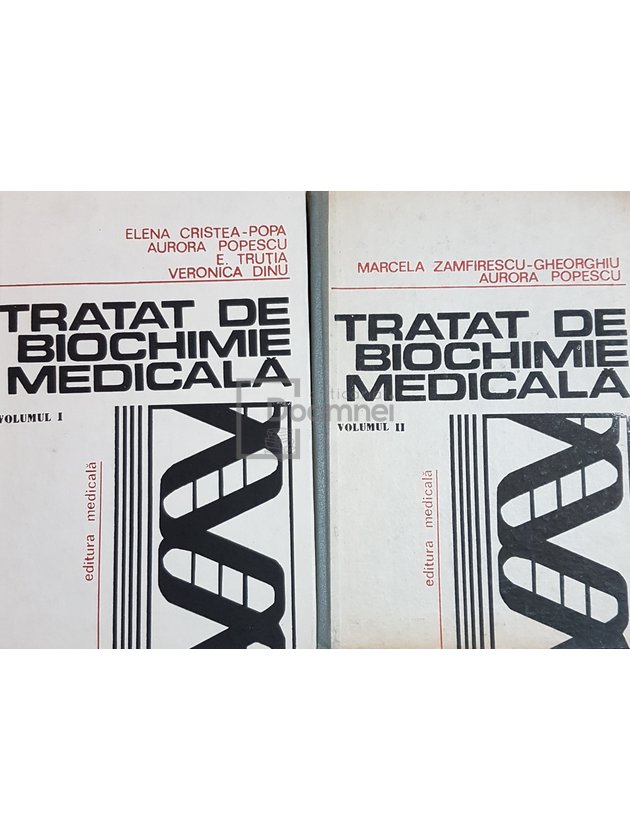 ELENA CRISTEA-POPA
AURORA POPESCU
E. TRUȚIA
VERONICA DINU
TRATAT DE
BIOCHIMIE
MEDICALĂ
VOLUMUL I
editura medicală
MARCELA ZAMFIRESCU-GHEORGHIU
AURORA POPESCU
TRATAT DE
BIOCHIMIE
MEDICALĂ
VOLUMUL II
editura medicală
Doamnei